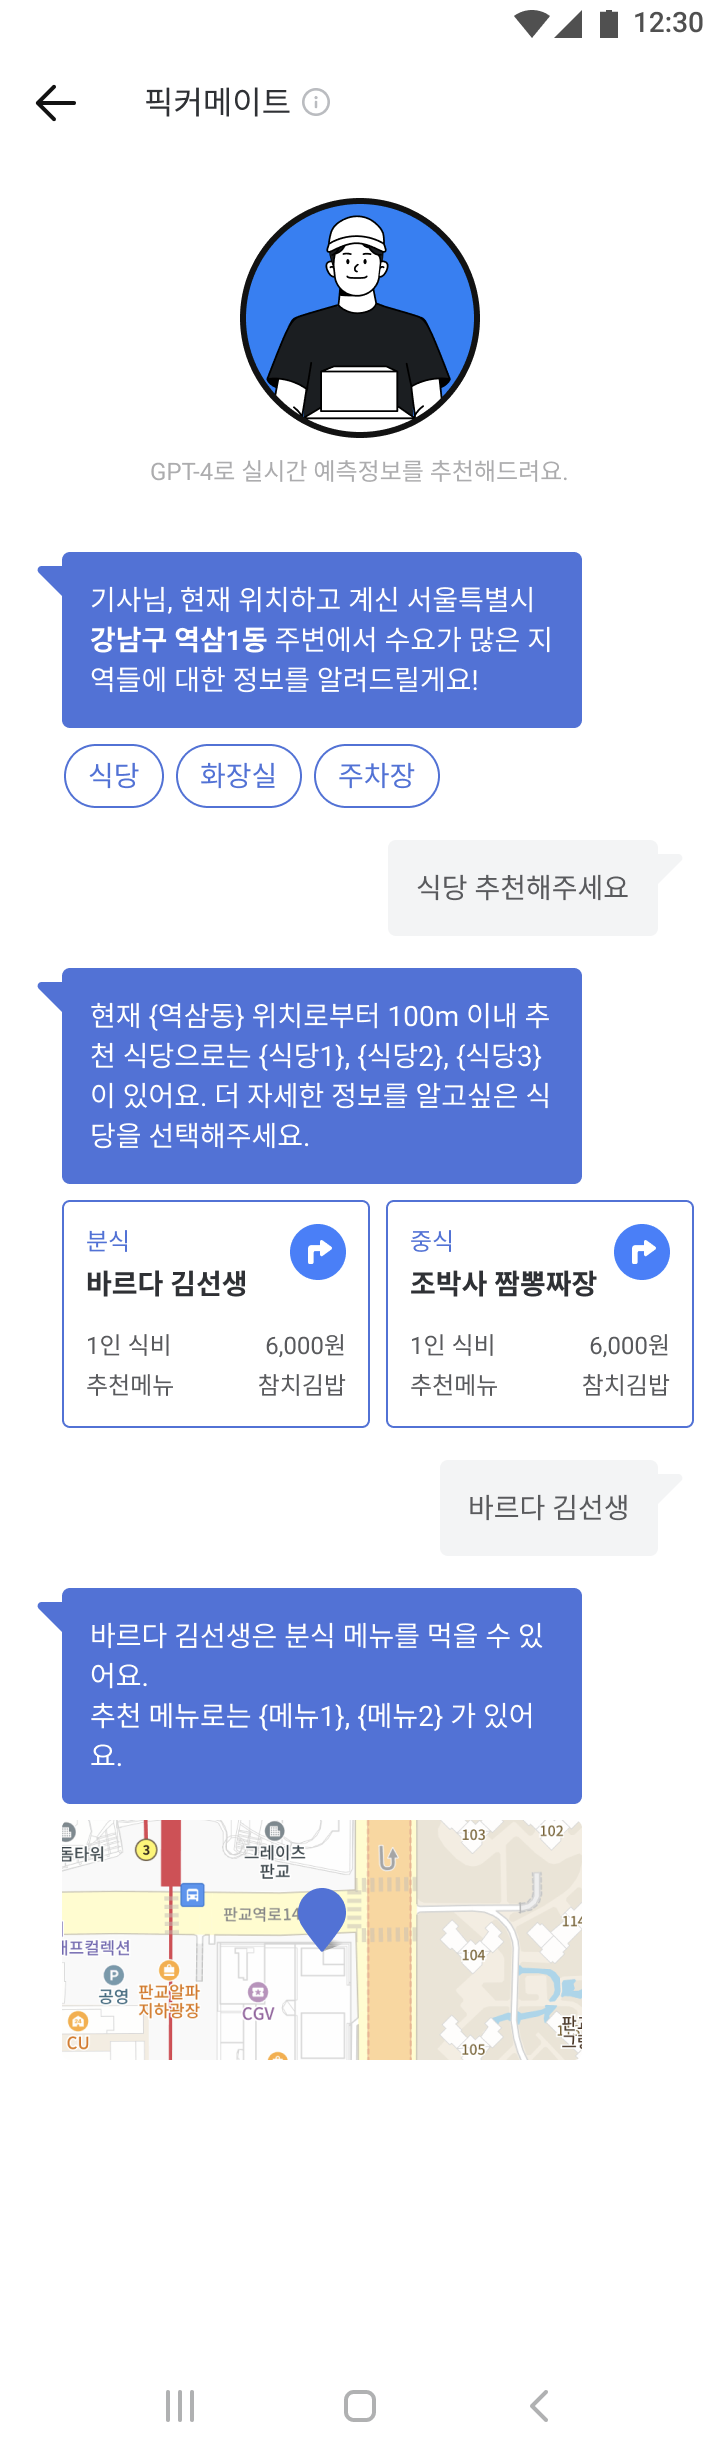 12:30
픽커메이트
GPT-4로 실시간 예측정보를 추천해드려요.
기사님, 현재 위치하고 계신 서울특별시
강남구 역삼1동 주변에서 수요가 많은 지
역들에 대한 정보를 알려드릴게요!
식당 화장실 주차장
식당 추천해주세요
현재 {역삼동} 위치로부터 100m 이내 추
천 식당으로는 {식당1}, {식당2}, {식당3}
이 있어요. 더 자세한 정보를 알고싶은 식
당을 선택해주세요.
분식
바르다 김선생
1인 식비 6,000원
추천메뉴 참치김밥
중식
조박사 짬뽕짜장
1인 식비 6,000원
추천메뉴 참치김밥
바르다 김선생
바르다 김선생은 분식 메뉴를 먹을 수 있
어요.
추천 메뉴로는 {메뉴1}, {메뉴2} 가 있어
요.
돔타워
3
그레이츠
판교
103
102
판교역로14
컬렉션
P
공영
판교알파
지하광장
CGV
CU
104
114
105